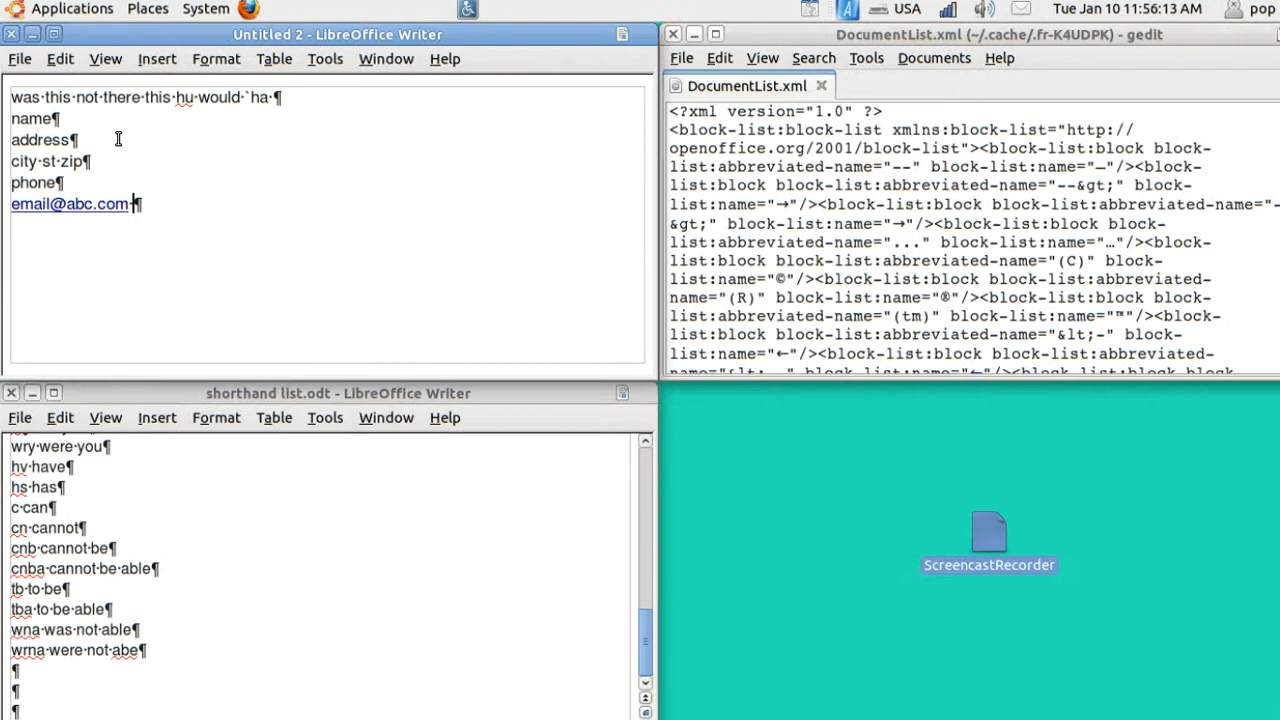 Applications Places System USA Tue Jan 10 11:56:13 AM pop
Untitled 2 - LibreOffice Writer
File Edit View Insert Format Table Tools Window Help
was·this·not·there·this·hu·would·`ha·¶
name¶
address¶
city·st·zip¶
phone¶
email@abc.com·¶
DocumentList.xml (~/.cache/.fr-K4UDPK) - gedit
File Edit View Search Tools Documents Help
DocumentList.xml
<?xml version="1.0" ?>
<block-list:block-list xmlns:block-list="http://
openoffice.org/2001/block-list"><block-list:block block-
list:abbreviated-name="--" block-list:name="—"/><block-
list:block block-list:abbreviated-name="--&gt;" block-
list:name="→"/><block-list:block block-list:abbreviated-name="-
&gt;" block-list:name="→"/><block-list:block block-
list:abbreviated-name="..." block-list:name="…"/><block-
list:block block-list:abbreviated-name="(C)" block-
list:name="©"/><block-list:block block-list:abbreviated-
name="(R)" block-list:name="®"/><block-list:block block-
list:abbreviated-name="(tm)" block-list:name="™"/><block-
list:block block-list:abbreviated-name="&lt;-" block-
list:name="←"/><block-list:block block-list:abbreviated-
shorthand list.odt - LibreOffice Writer
File Edit View Insert Format Table Tools Window Help
wry·were·you¶
hv·have¶
hs·has¶
c·can¶
cn·cannot¶
cnb·cannot·be¶
cnba·cannot·be·able¶
tb·to·be¶
tba·to·be·able¶
wna·was·not·able¶
wrna·were·not·abe¶
¶
¶
¶
ScreencastRecorder